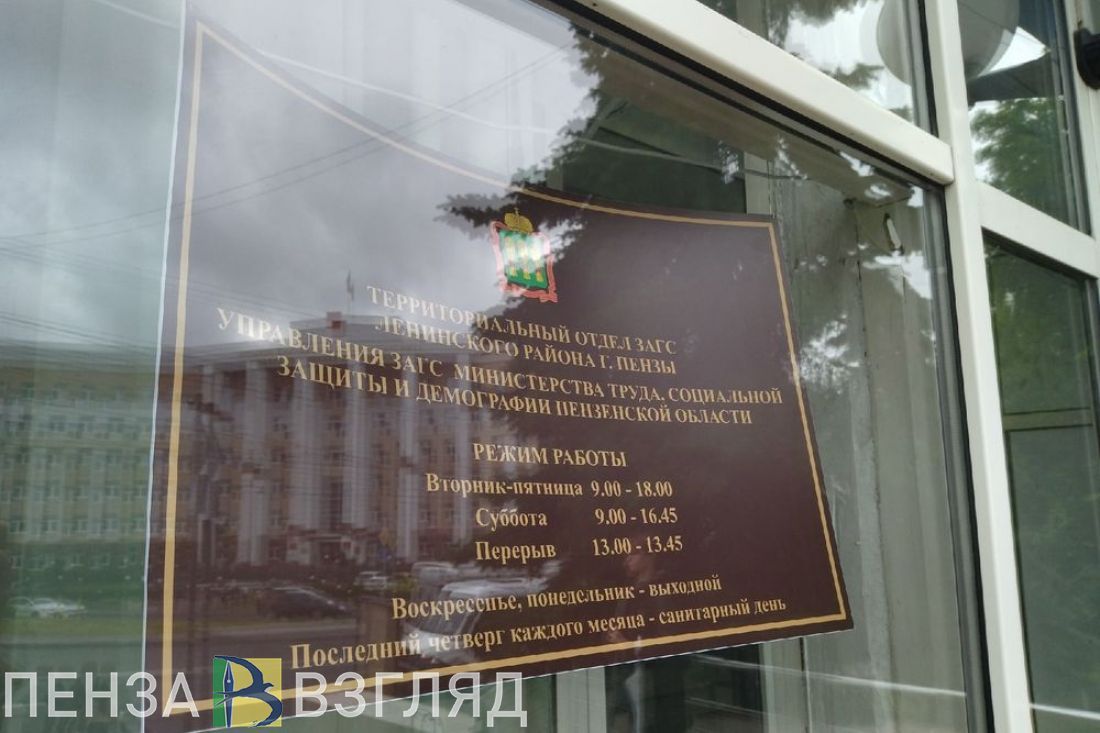 ТЕРРИТОРИАЛЬНЫЙ ОТДЕЛ ЗАГС
ЛЕНИНСКОГО РАЙОНА Г. ПЕНЗЫ
УПРАВЛЕНИЯ ЗАГС МИНИСТЕРСТВА ТРУДА, СОЦИАЛЬНОЙ
ЗАЩИТЫ И ДЕМОГРАФИИ ПЕНЗЕНСКОЙ ОБЛАСТИ
РЕЖИМ РАБОТЫ
Вторник-пятница 9.00 - 18.00
Суббота 9.00 - 16.45
Перерыв 13.00 - 13.45
Воскресенье, понедельник - выходной
Последний четверг каждого месяца - санитарный день
ПЕНЗА В ВЗГЛЯД